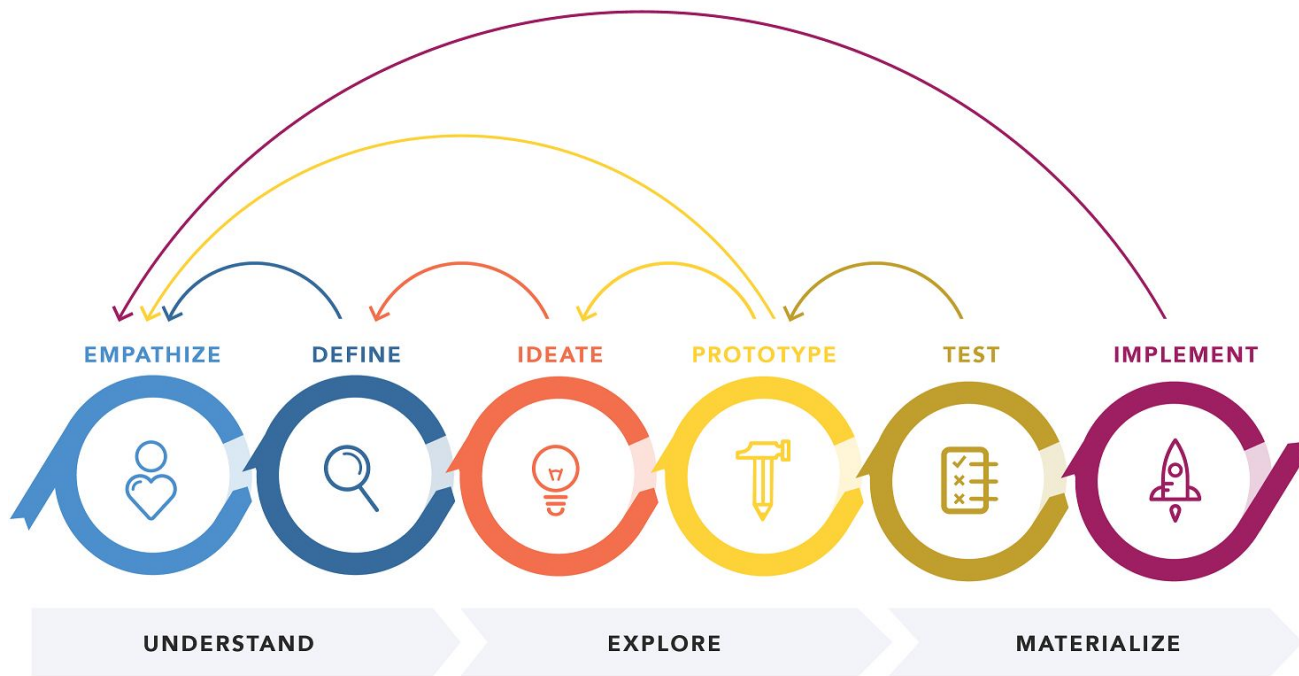 EMPATHIZE
DEFINE
IDEATE
PROTOTYPE
TEST
IMPLEMENT
UNDERSTAND
EXPLORE
MATERIALIZE